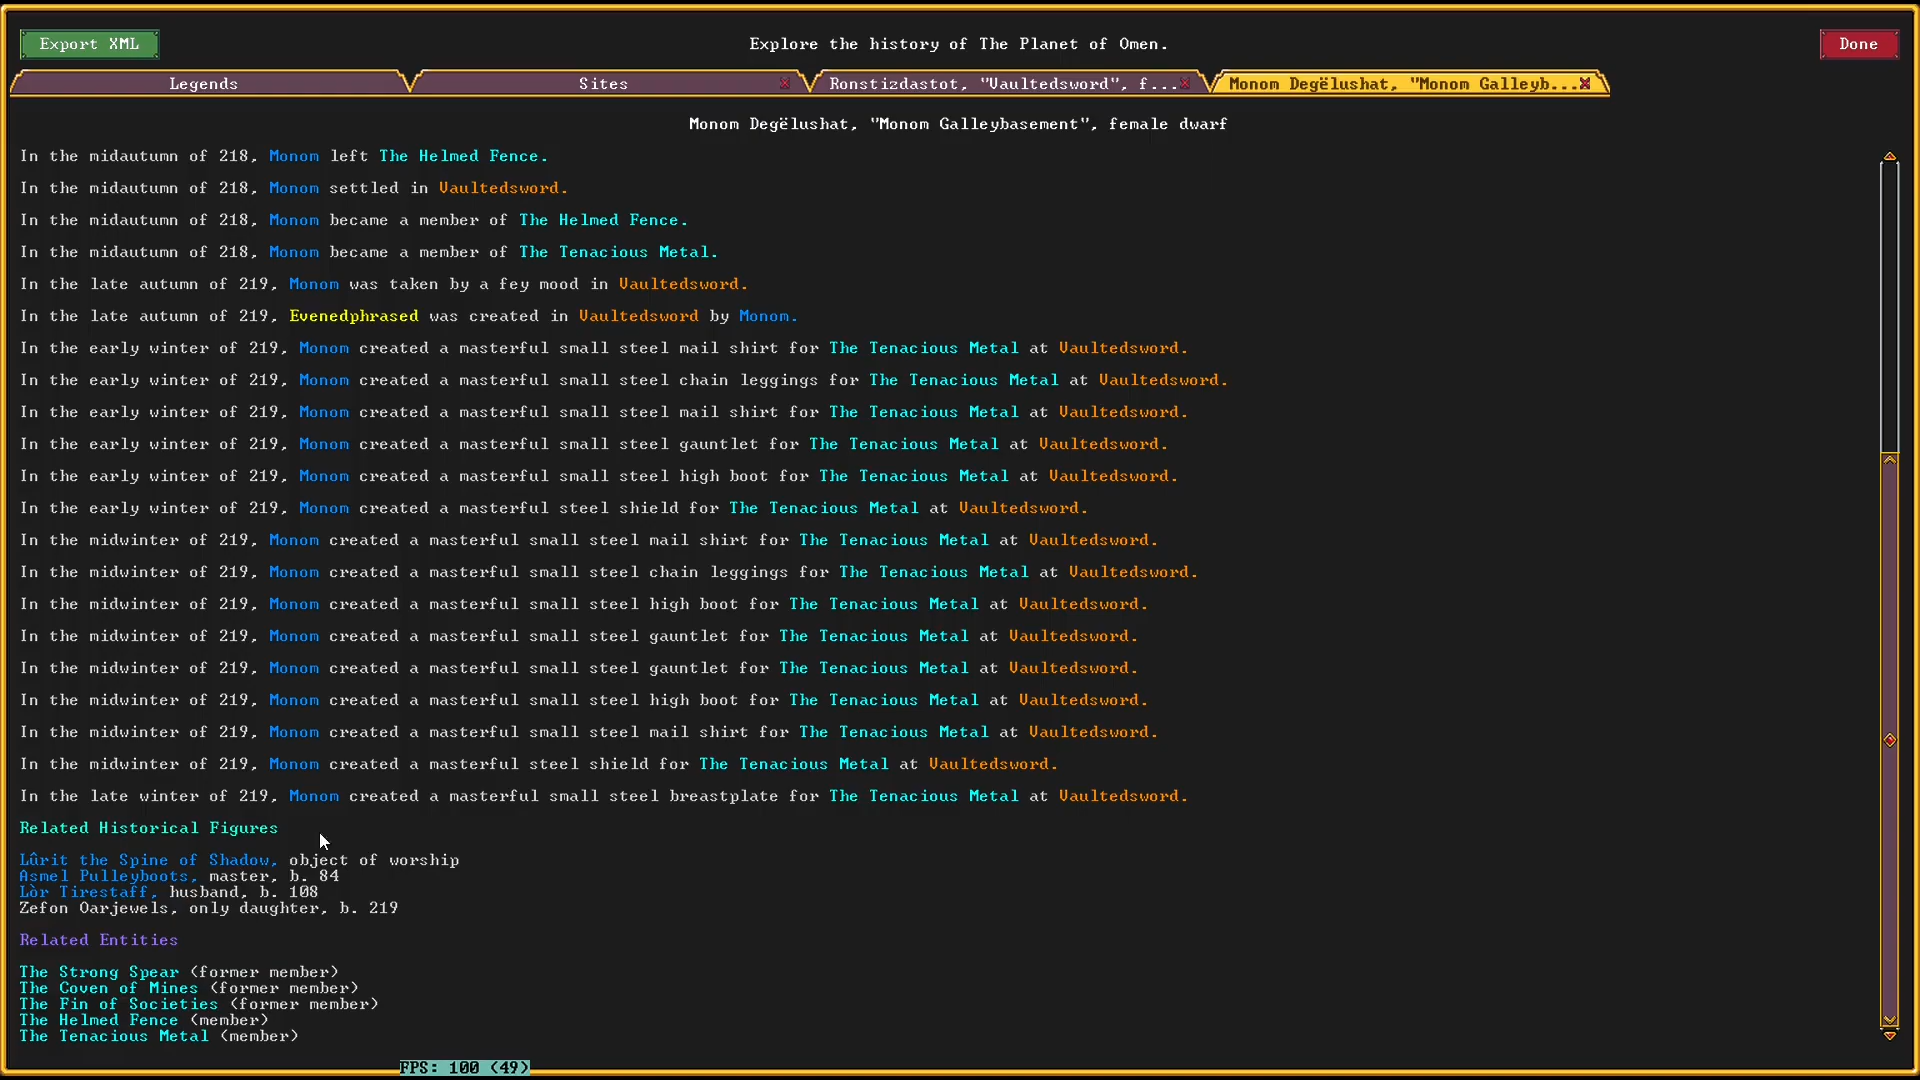 Export XML
Explore the history of The Planet of Omen.
Done
Legends
Sites
Ronstizdastot, "Vaultedsword", f...
Monom Degëlushat, "Monom Galleyb...
Monom Degëlushat, "Monom Galleybasement", female dwarf
In the midautumn of 218, Monom left The Helmed Fence.
In the midautumn of 218, Monom settled in Vaultedsword.
In the midautumn of 218, Monom became a member of The Helmed Fence.
In the midautumn of 218, Monom became a member of The Tenacious Metal.
In the late autumn of 219, Monom was taken by a fey mood in Vaultedsword.
In the late autumn of 219, Evenedphrased was created in Vaultedsword by Monom.
In the early winter of 219, Monom created a masterful small steel mail shirt for The Tenacious Metal at Vaultedsword.
In the early winter of 219, Monom created a masterful small steel chain leggings for The Tenacious Metal at Vaultedsword.
In the early winter of 219, Monom created a masterful small steel mail shirt for The Tenacious Metal at Vaultedsword.
In the early winter of 219, Monom created a masterful small steel gauntlet for The Tenacious Metal at Vaultedsword.
In the early winter of 219, Monom created a masterful small steel high boot for The Tenacious Metal at Vaultedsword.
In the early winter of 219, Monom created a masterful steel shield for The Tenacious Metal at Vaultedsword.
In the midwinter of 219, Monom created a masterful small steel mail shirt for The Tenacious Metal at Vaultedsword.
In the midwinter of 219, Monom created a masterful small steel chain leggings for The Tenacious Metal at Vaultedsword.
In the midwinter of 219, Monom created a masterful small steel high boot for The Tenacious Metal at Vaultedsword.
In the midwinter of 219, Monom created a masterful small steel gauntlet for The Tenacious Metal at Vaultedsword.
In the midwinter of 219, Monom created a masterful small steel gauntlet for The Tenacious Metal at Vaultedsword.
In the midwinter of 219, Monom created a masterful small steel high boot for The Tenacious Metal at Vaultedsword.
In the midwinter of 219, Monom created a masterful small steel mail shirt for The Tenacious Metal at Vaultedsword.
In the midwinter of 219, Monom created a masterful steel shield for The Tenacious Metal at Vaultedsword.
In the late winter of 219, Monom created a masterful small steel breastplate for The Tenacious Metal at Vaultedsword.
Related Historical Figures
Lûrit the Spine of Shadow, object of worship
Asmel Pulleyboots, master, b. 84
Lòr Tirestaff, husband, b. 108
Zefon Oarjewels, only daughter, b. 219
Related Entities
The Strong Spear (former member)
The Coven of Mines (former member)
The Fin of Societies (former member)
The Helmed Fence (member)
The Tenacious Metal (member)
FPS: 100 (49)